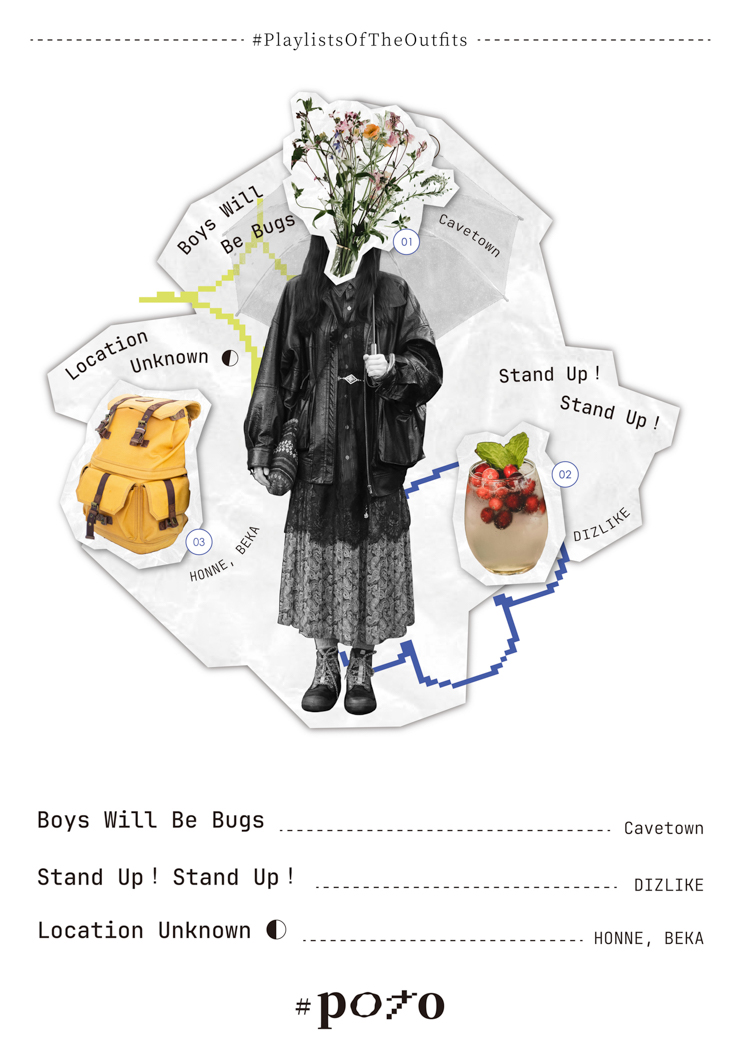 #PlaylistsOfTheOutfits
Boys Will
Be Bugs
01
Cavetown
Location
Unknown ◐
Stand Up!
Stand Up!
02
DIZLIKE
03
HONNE, BEKA
Boys Will Be Bugs Cavetown
Stand Up! Stand Up! DIZLIKE
Location Unknown ◐ HONNE, BEKA
#poto